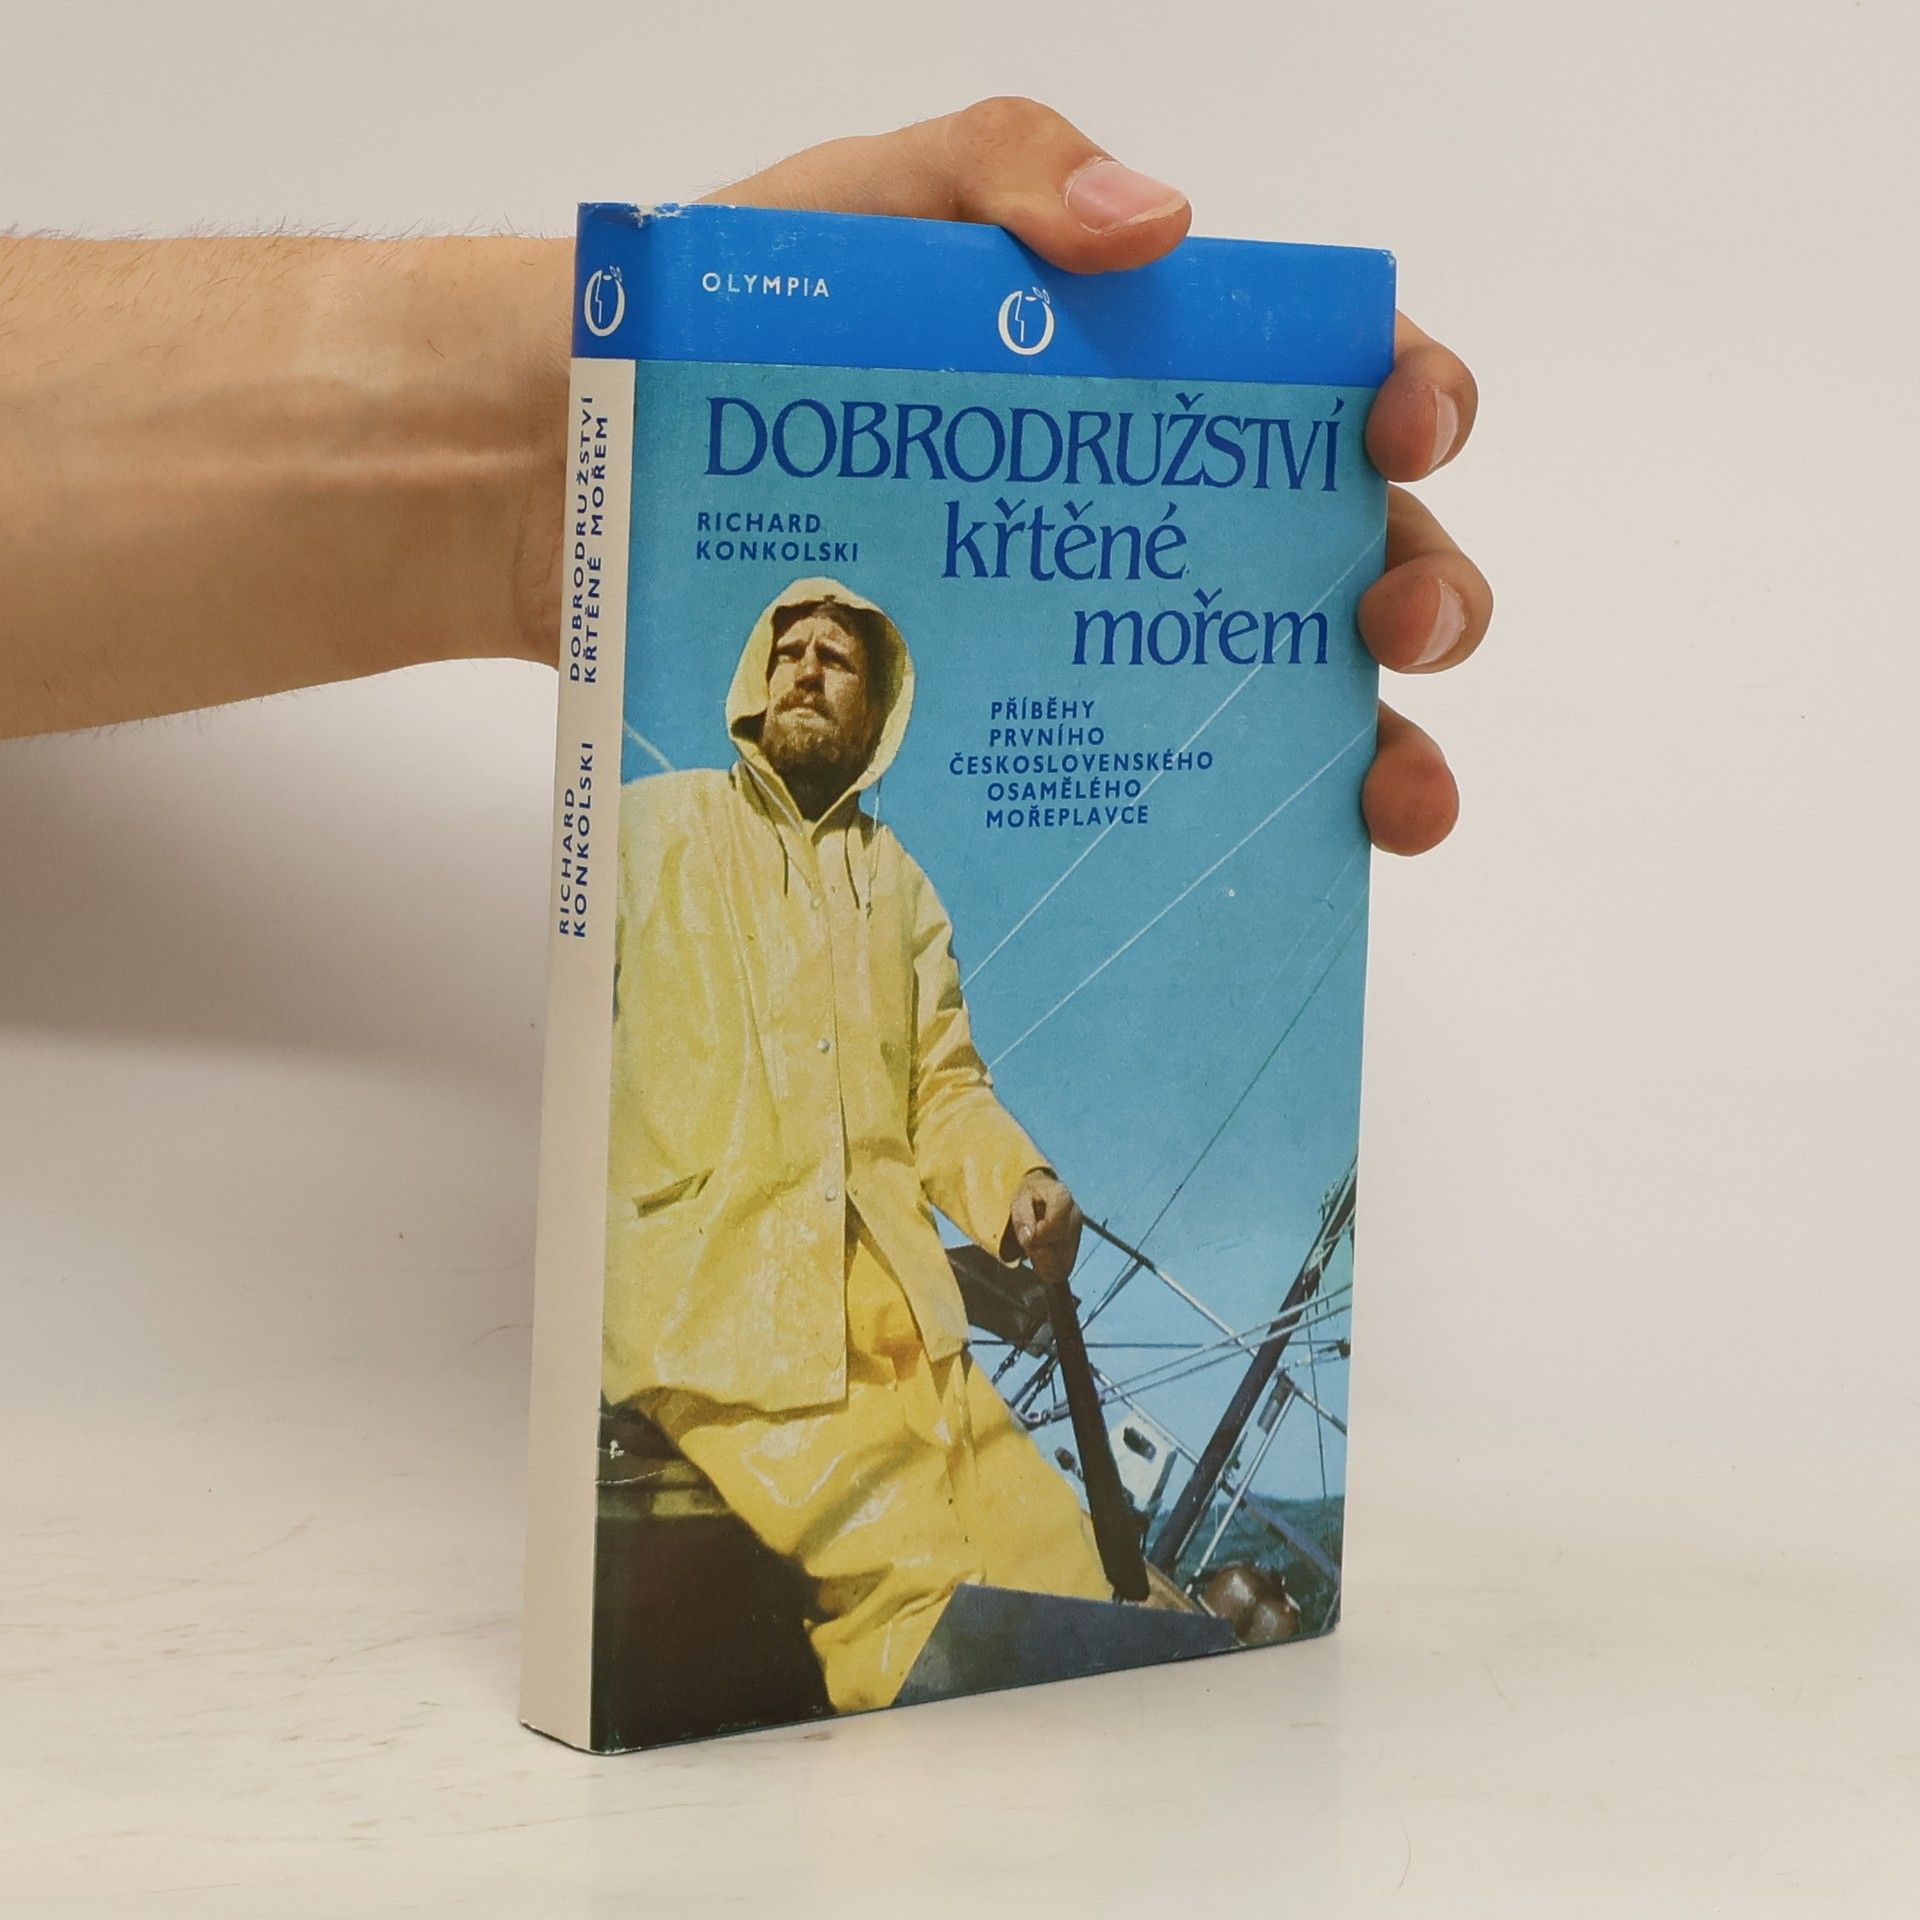 OLYMPIA
DOBRODRUŽSTVÍ
křtěné
mořem
RICHARD
KONKOLSKI
PŘÍBĚHY
PRVNÍHO
ČESKOSLOVENSKÉHO
OSAMĚLÉHO
MOŘEPLAVCE
RICHARD
KONKOLSKI
DOBRODRUŽSTVÍ
KŘTĚNÉ MOŘEM